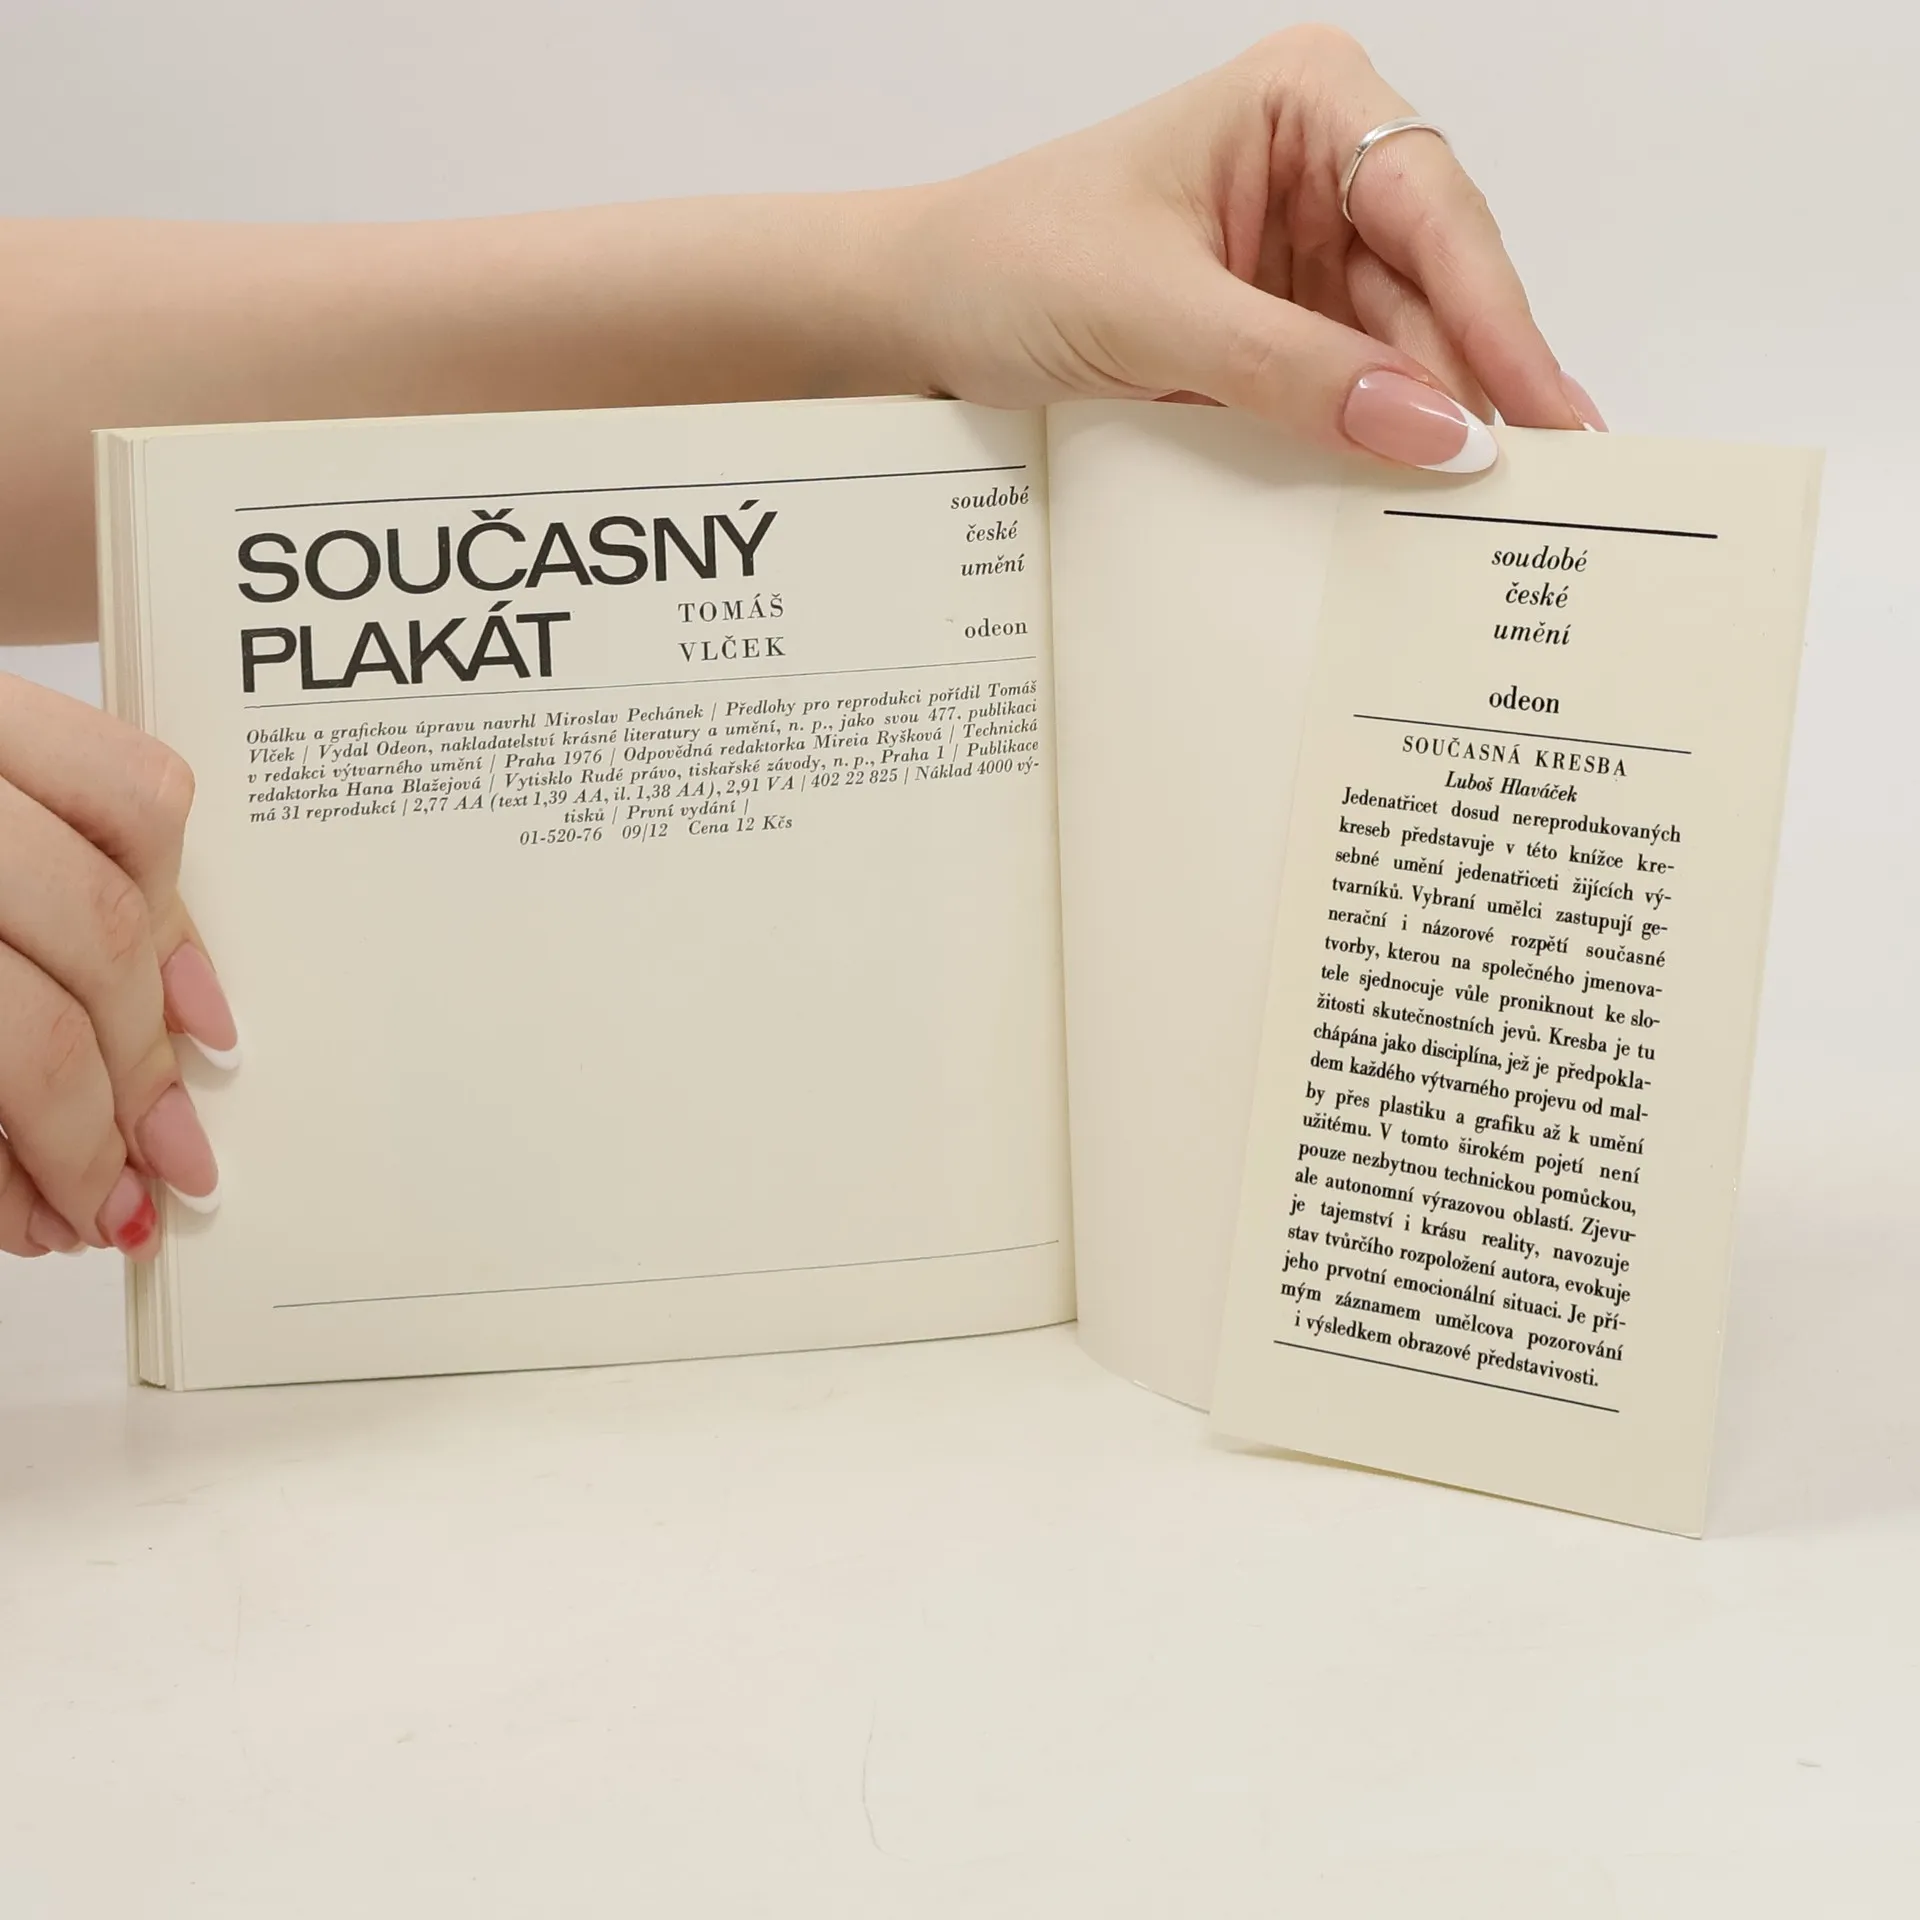 SOUČASNÝ
PLAKÁT
TOMÁŠ
VLČEK
soudobé
české
umění
odeon
Obálku a grafickou úpravu navrhl Miroslav Pechánek | Předlohy pro reprodukci pořídil Tomáš
Vlček | Vydal Odeon, nakladatelství krásné literatury a umění, n. p., jako svou 477. publikaci
v redakci výtvarného umění | Praha 1976 | Odpovědná redaktorka Mireia Ryšková | Technická
redaktorka Hana Blažejová | Vytisklo Rudé právo, tiskařské závody, n. p., Praha 1 | Publikace
má 31 reprodukcí | 2,77 AA (text 1,39 AA, il. 1,38 AA), 2,91 VA | 402 22 825 | Náklad 4000 vý-
tisků | První vydání |
01-520-76 09/12 Cena 12 Kčs
soudobé
české
umění
odeon
SOUČASNÁ KRESBA
Luboš Hlaváček
Jedenatřicet dosud nereprodukovaných
kreseb představuje v této knížce kre-
sebné umění jedenatřiceti žijících vý-
tvarníků. Vybraní umělci zastupují ge-
nerační i názorové rozpětí současné
tvorby, kterou na společného jmenova-
tele sjednocuje vůle proniknout ke slo-
žitosti skutečnostních jevů. Kresba je tu
chápána jako disciplína, jež je předpokla-
dem každého výtvarného projevu od mal-
by přes plastiku a grafiku až k umění
užitému. V tomto širokém pojetí není
pouze nezbytnou technickou pomůckou,
ale autonomní výrazovou oblastí. Zjevu-
je tajemství i krásu reality, navozuje
stav tvůrčího rozpoložení autora, evokuje
jeho prvotní emocionální situaci. Je pří-
mým záznamem umělcova pozorování
i výsledkem obrazové představivosti.